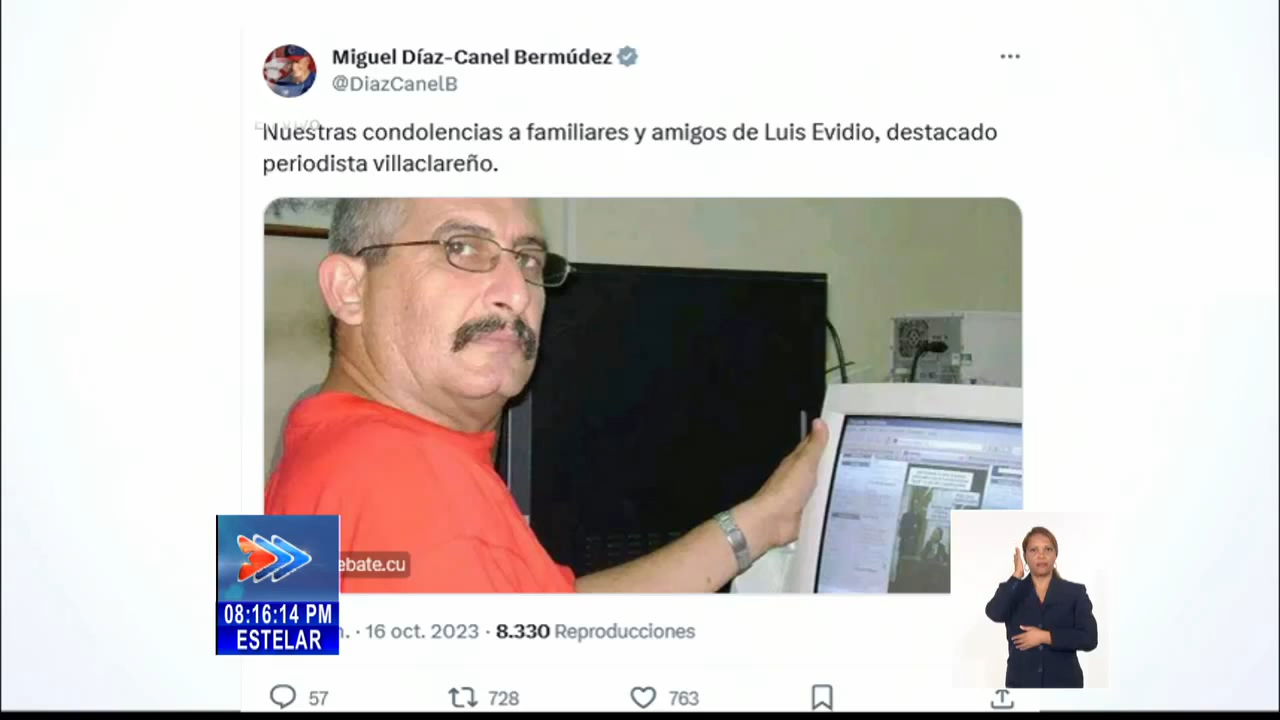 Miguel Díaz-Canel Bermúdez
@DiazCanelB
Nuestras condolencias a familiares y amigos de Luis Evidio, destacado
periodista villaclareño.
ebate.cu
· 16 oct. 2023 · 8.330 Reproducciones
57 728 763
08:16:14 PM
ESTELAR